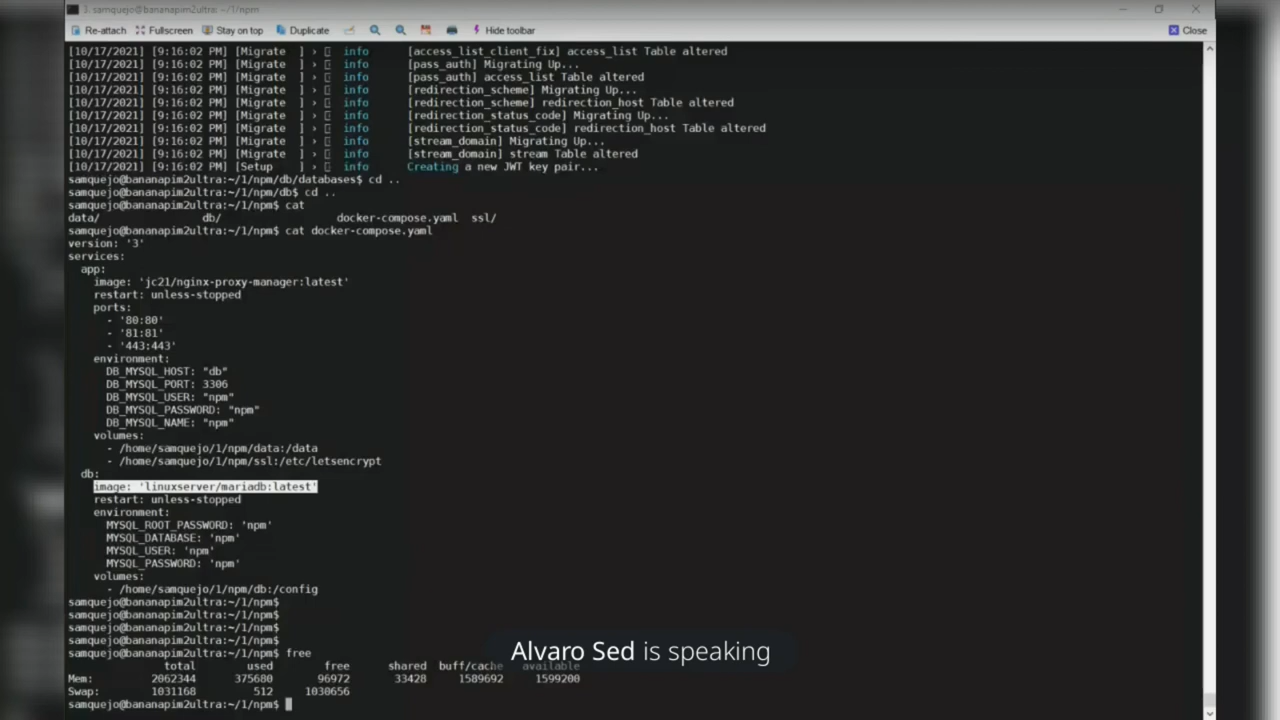 3. samquejo@bananapim2ultra:~/1/npm
Re-attach Fullscreen Stay on top Duplicate Hide toolbar Close
[10/17/2021] [9:16:02 PM] [Migrate ] › info [access_list_client_fix] access_list Table altered
[10/17/2021] [9:16:02 PM] [Migrate ] › info [pass_auth] Migrating Up...
[10/17/2021] [9:16:02 PM] [Migrate ] › info [pass_auth] access_list Table altered
[10/17/2021] [9:16:02 PM] [Migrate ] › info [redirection_scheme] Migrating Up...
[10/17/2021] [9:16:02 PM] [Migrate ] › info [redirection_scheme] redirection_host Table altered
[10/17/2021] [9:16:02 PM] [Migrate ] › info [redirection_status_code] Migrating Up...
[10/17/2021] [9:16:02 PM] [Migrate ] › info [redirection_status_code] redirection_host Table altered
[10/17/2021] [9:16:02 PM] [Migrate ] › info [stream_domain] Migrating Up...
[10/17/2021] [9:16:02 PM] [Migrate ] › info [stream_domain] stream Table altered
[10/17/2021] [9:16:02 PM] [Setup ] › info Creating a new JWT key pair...
samquejo@bananapim2ultra:~/1/npm/db/databases$ cd ..
samquejo@bananapim2ultra:~/1/npm/db$ cd ..
samquejo@bananapim2ultra:~/1/npm$ cat
data/ db/ docker-compose.yaml ssl/
samquejo@bananapim2ultra:~/1/npm$ cat docker-compose.yaml
version: '3'
services:
app:
image: 'jc21/nginx-proxy-manager:latest'
restart: unless-stopped
ports:
- '80:80'
- '81:81'
- '443:443'
environment:
DB_MYSQL_HOST: "db"
DB_MYSQL_PORT: 3306
DB_MYSQL_USER: "npm"
DB_MYSQL_PASSWORD: "npm"
DB_MYSQL_NAME: "npm"
volumes:
- /home/samquejo/1/npm/data:/data
- /home/samquejo/1/npm/ssl:/etc/letsencrypt
db:
image: 'linuxserver/mariadb:latest'
restart: unless-stopped
environment:
MYSQL_ROOT_PASSWORD: 'npm'
MYSQL_DATABASE: 'npm'
MYSQL_USER: 'npm'
MYSQL_PASSWORD: 'npm'
volumes:
- /home/samquejo/1/npm/db:/config
samquejo@bananapim2ultra:~/1/npm$
samquejo@bananapim2ultra:~/1/npm$
samquejo@bananapim2ultra:~/1/npm$
samquejo@bananapim2ultra:~/1/npm$
samquejo@bananapim2ultra:~/1/npm$ free
Alvaro Sed is speaking
total used free shared buff/cache available
Mem: 2062344 375680 96972 33428 1589692 1599200
Swap: 1031168 512 1030656
samquejo@bananapim2ultra:~/1/npm$